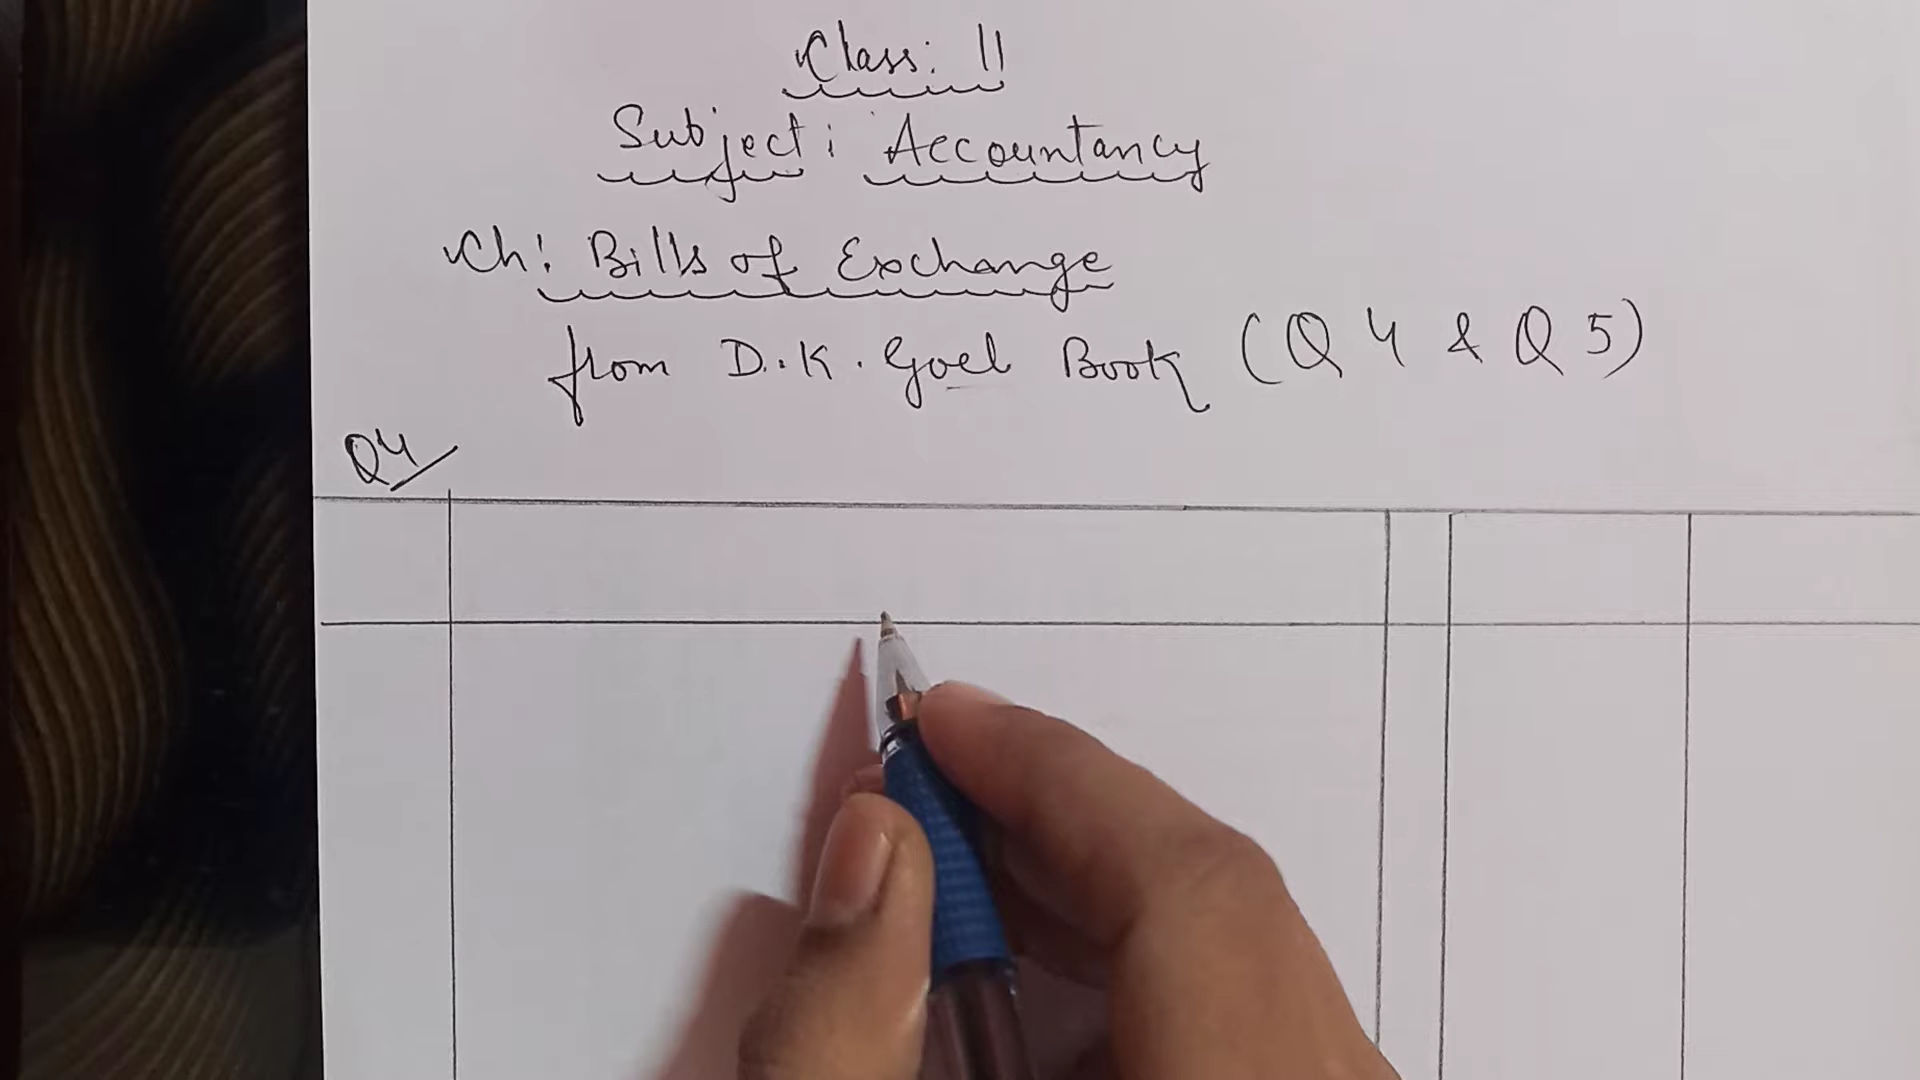 Class: 11
Subject: Accountancy
Ch: Bills of Exchange
from D.K. Goel Book (Q 4 & Q 5)
Q4